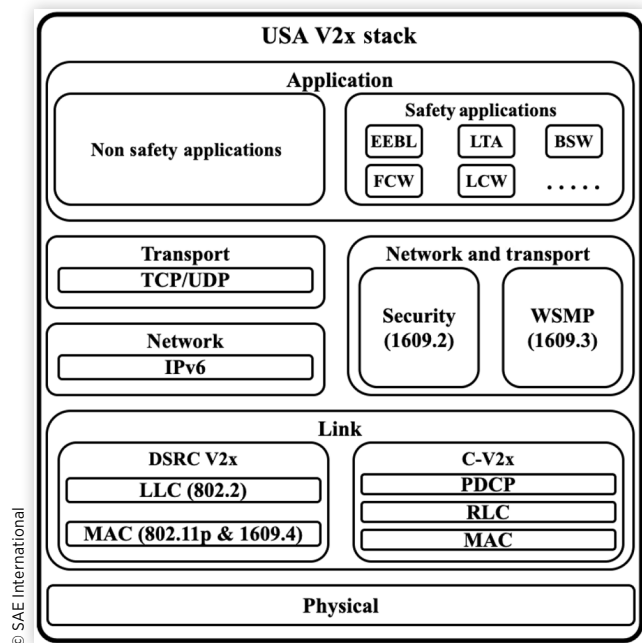 USA V2x stack
Application
Non safety applications
Safety applications
EEBL LTA BSW
FCW LCW .....
Transport
TCP/UDP
Network
IPv6
Network and transport
Security
(1609.2)
WSMP
(1609.3)
Link
DSRC V2x
LLC (802.2)
MAC (802.11p & 1609.4)
C-V2x
PDCP
RLC
MAC
Physical
© SAE International